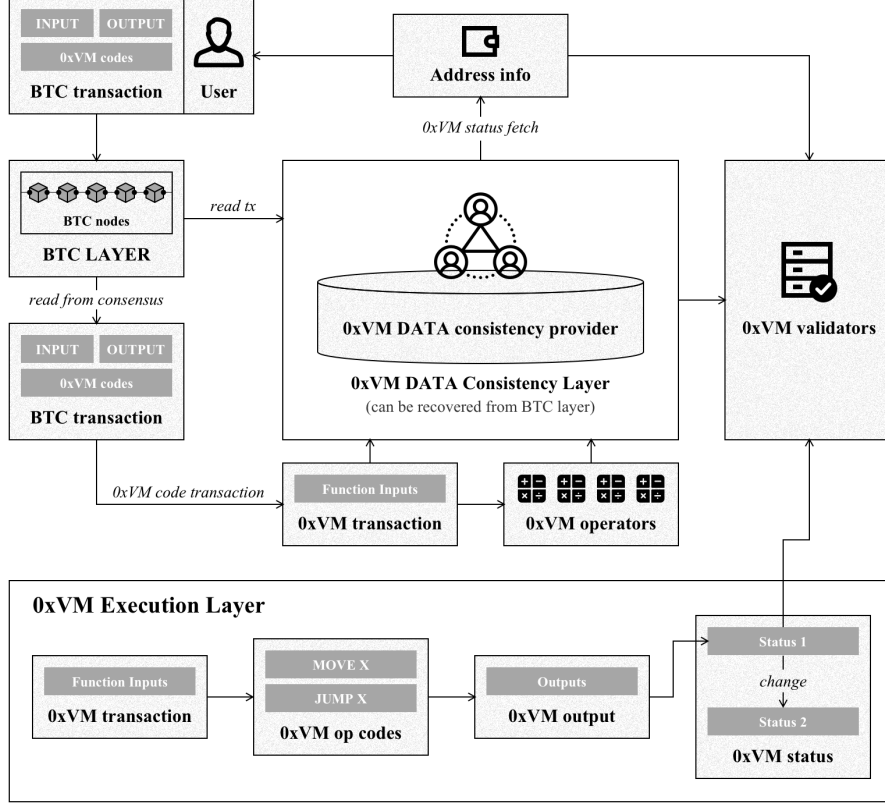 INPUT OUTPUT
0xVM codes
BTC transaction
User
Address info
0xVM status fetch
BTC nodes
BTC LAYER
read tx
read from consensus
0xVM DATA consistency provider
0xVM DATA Consistency Layer
(can be recovered from BTC layer)
0xVM validators
INPUT OUTPUT
0xVM codes
BTC transaction
0xVM code transaction
Function Inputs
0xVM transaction
0xVM operators
0xVM Execution Layer
Function Inputs
0xVM transaction
MOVE X
JUMP X
0xVM op codes
Outputs
0xVM output
Status 1
change
Status 2
0xVM status